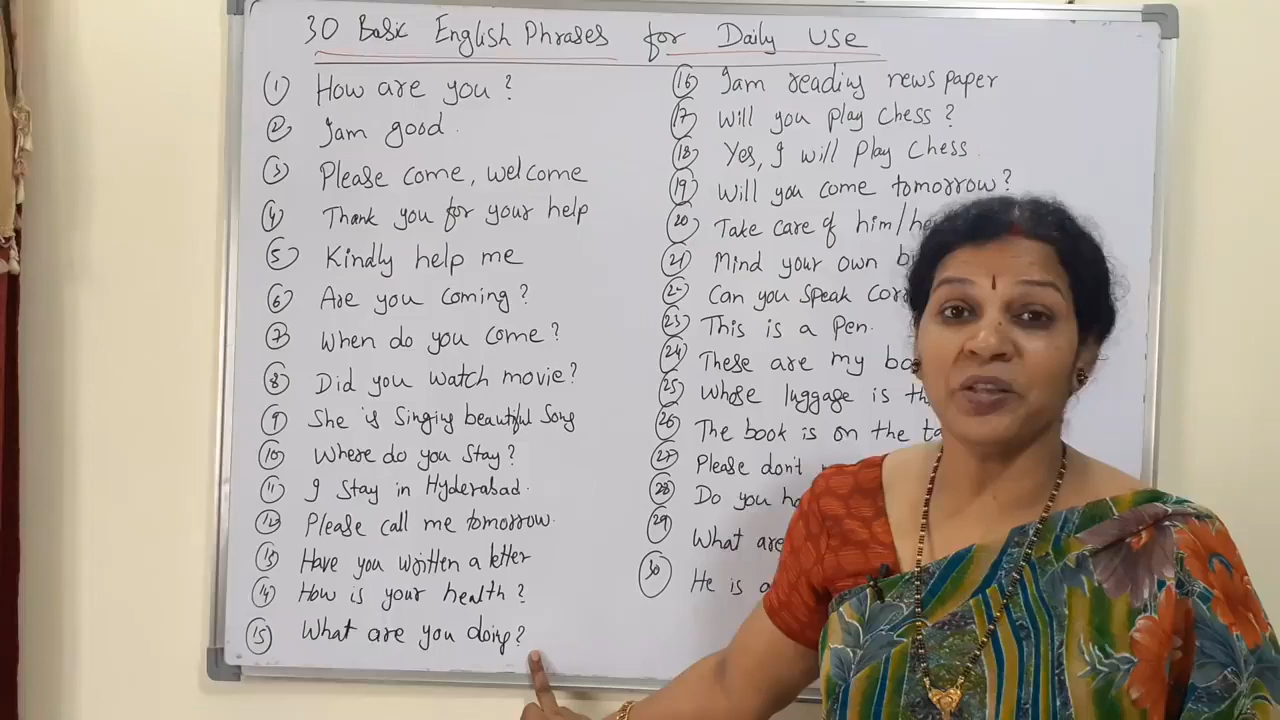 30 Basic English Phrases for Daily Use
1 How are you?
2 I am good.
3 Please come, welcome
4 Thank you for your help
5 Kindly help me
6 Are you coming?
7 When do you come?
8 Did you watch movie?
9 She is singing beautiful song
10 Where do you stay?
11 I stay in Hyderabad.
12 Please call me tomorrow.
13 Have you written a letter
14 How is your health?
15 What are you doing?
16 I am reading news paper
17 Will you play chess?
18 Yes, I will play chess.
19 Will you come tomorrow?
20 Take care of him/
21 Mind your own
22 Can you speak
23 This is a pen.
24 These are my
25 Whose luggage is
26 The book is on the
27 Please don't
28 Do you
29 What are
30 He is